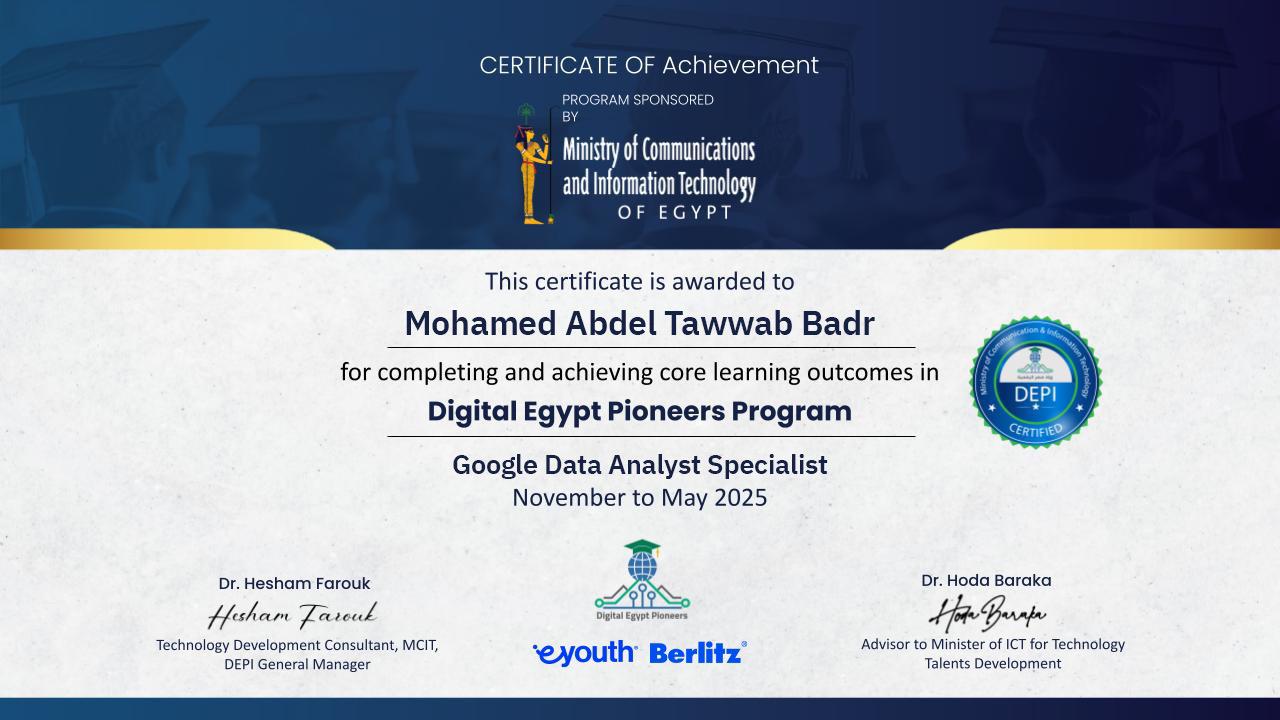 CERTIFICATE OF Achievement
PROGRAM SPONSORED
BY
Ministry of Communications
and Information Technology
OF EGYPT
This certificate is awarded to
Mohamed Abdel Tawwab Badr
for completing and achieving core learning outcomes in
Digital Egypt Pioneers Program
Ministry of Communication & Information Technology
DEPI
CERTIFIED
Google Data Analyst Specialist
November to May 2025
Dr. Hesham Farouk
Hesham Farouk
Technology Development Consultant, MCIT,
DEPI General Manager
Digital Egypt Pioneers
eyouth Berlitz®
Dr. Hoda Baraka
Hoda Baraka
Advisor to Minister of ICT for Technology
Talents Development